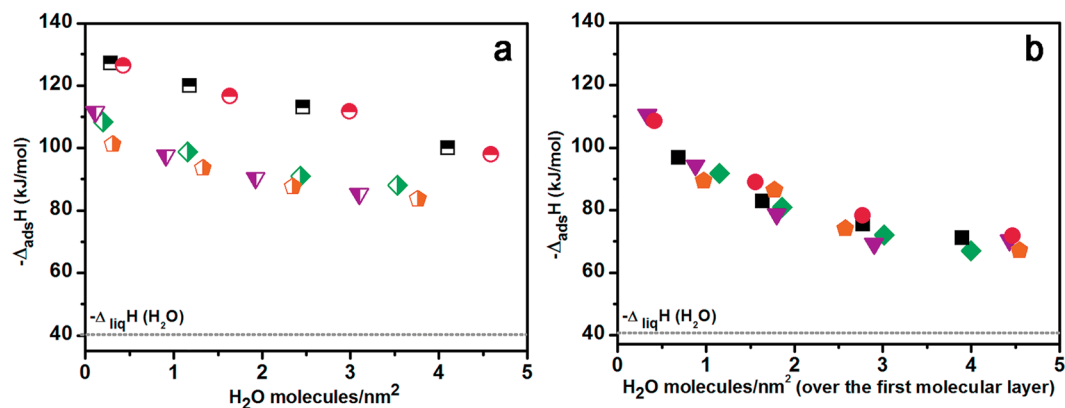 a
140
120
100
80
60
40
-ΔadsH (kJ/mol)
-Δ liqH (H2O)
0 1 2 3 4 5
H2O molecules/nm²
b
140
120
100
80
60
40
-ΔadsH (kJ/mol)
-Δ liqH (H2O)
0 1 2 3 4 5
H2O molecules/nm² (over the first molecular layer)